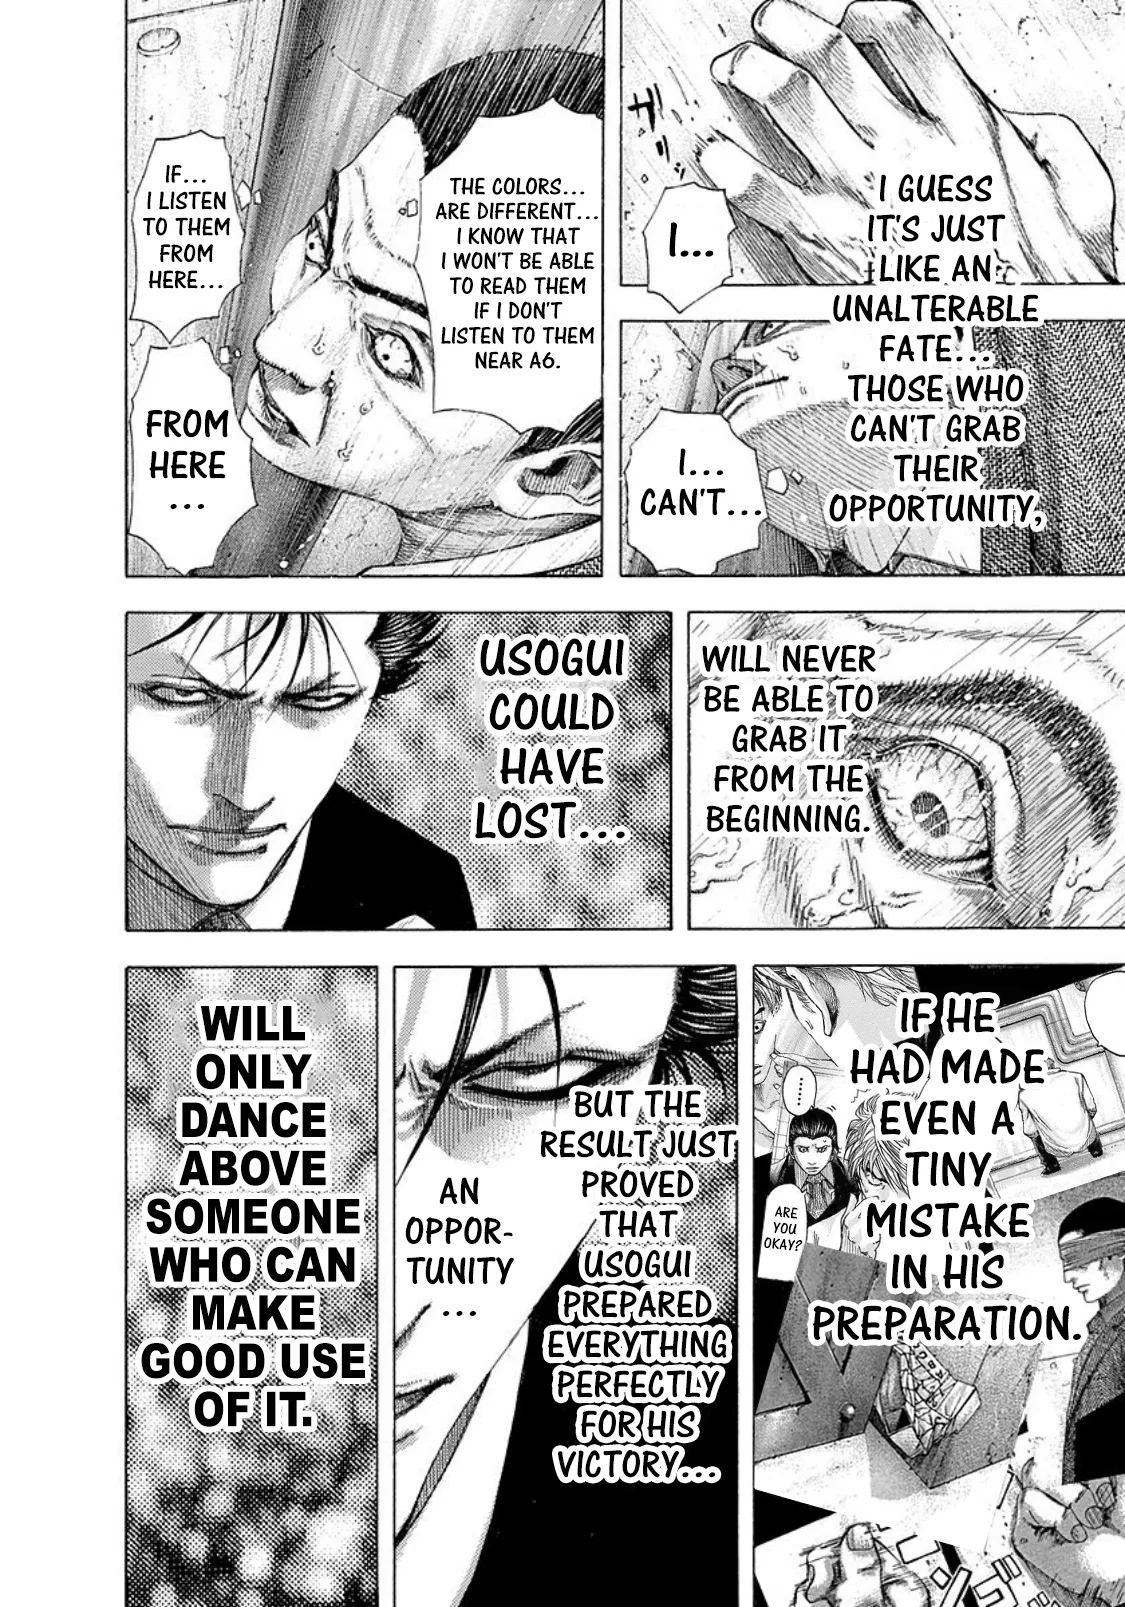 I GUESS
IT'S JUST
LIKE AN
UNALTERABLE
FATE...
THOSE WHO
CAN'T GRAB
THEIR
OPPORTUNITY,
I...
I...
CAN'T...
THE COLORS...
ARE DIFFERENT...
I KNOW THAT
I WON'T BE ABLE
TO READ THEM
IF I DON'T
LISTEN TO THEM
NEAR A6.
IF...
I LISTEN
TO THEM
FROM
HERE...
FROM
HERE
...
WILL NEVER
BE ABLE TO
GRAB IT
FROM THE
BEGINNING.
USOGUI
COULD
HAVE
LOST...
IF HE
HAD MADE
EVEN A
TINY
MISTAKE
IN HIS
PREPARATION.
......
ARE
YOU
OKAY?
BUT THE
RESULT JUST
PROVED
THAT
USOGUI
PREPARED
EVERYTHING
PERFECTLY
FOR HIS
VICTORY...
AN
OPPOR-
TUNITY
...
WILL
ONLY
DANCE
ABOVE
SOMEONE
WHO CAN
MAKE
GOOD USE
OF IT.